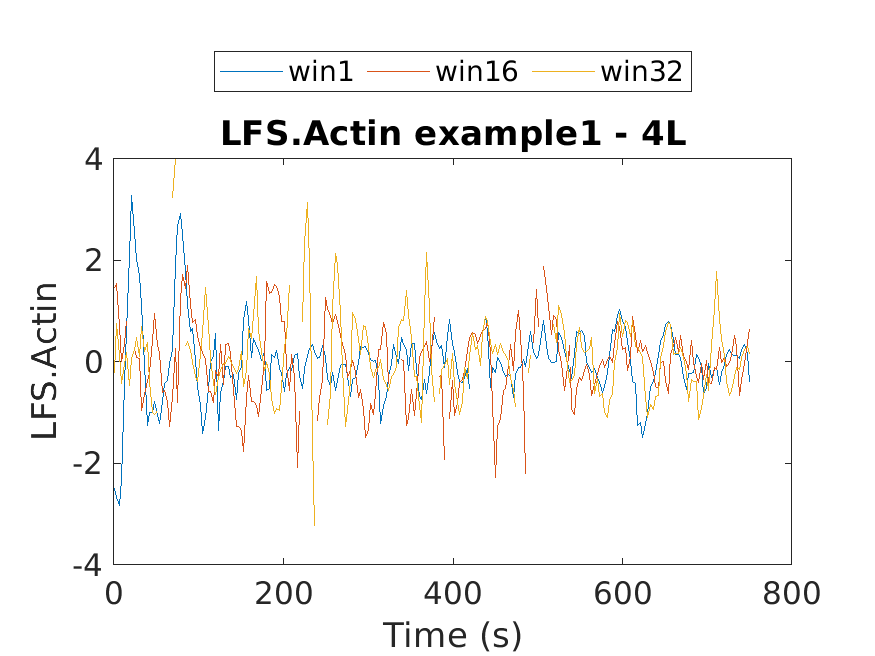 win1 win16 win32
LFS.Actin example1 - 4L
4
2
0
-2
-4
LFS.Actin
0 200 400 600 800
Time (s)